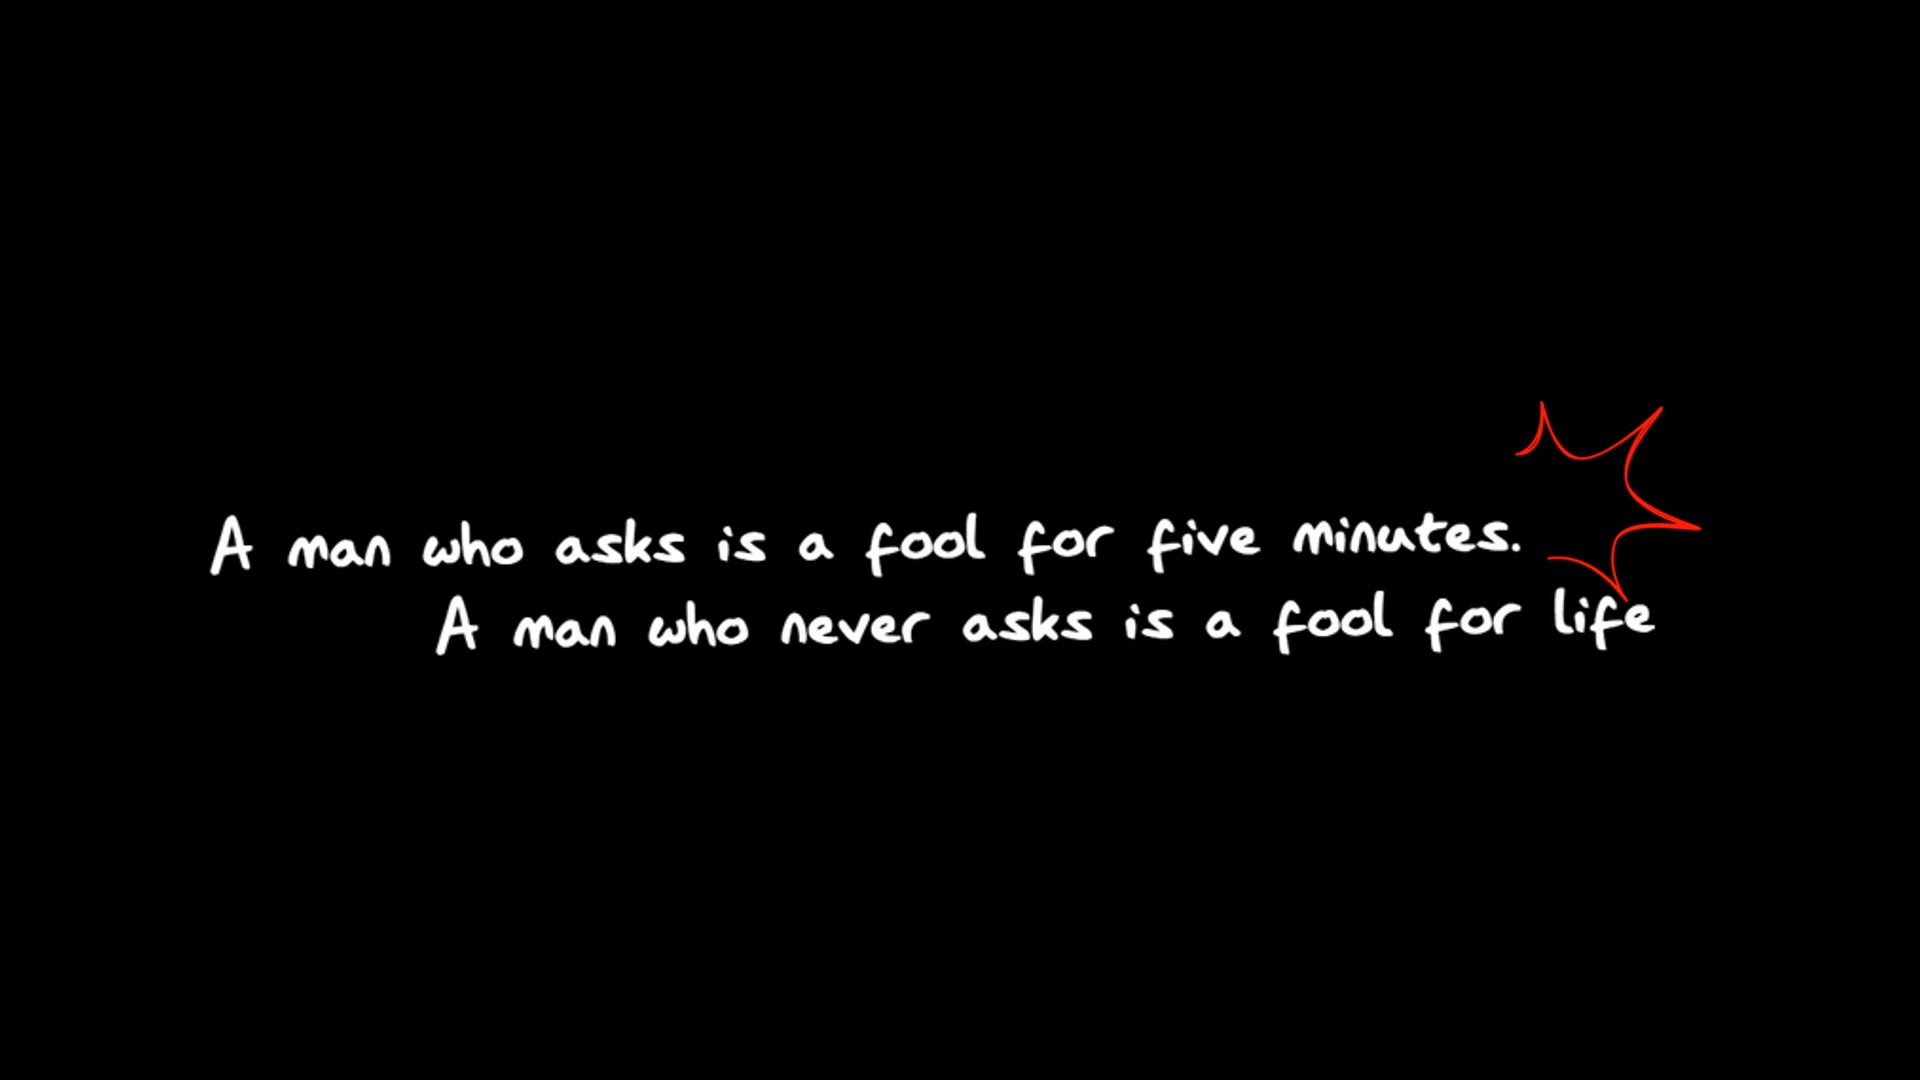 A man who asks is a fool for five minutes.
A man who never asks is a fool for life